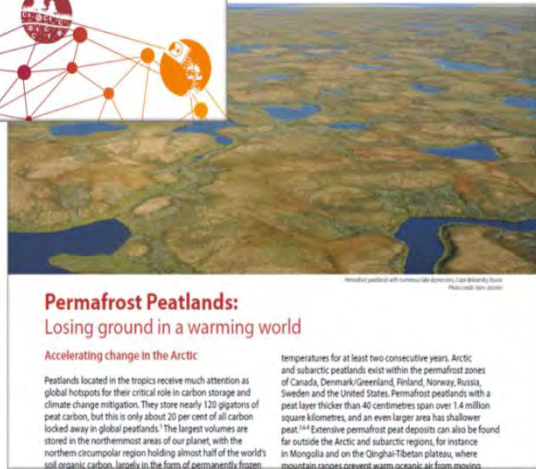 Permafrost peatland with numerous lake depressions,
Permafrost Peatlands:
Losing ground in a warming world
Accelerating change in the Arctic
Peatlands located in the tropics receive much attention as
global hotspots for their critical role in carbon storage and
climate change mitigation. They store nearly 120 gigatons of
peat carbon, but this is only about 20 per cent of all carbon
locked away in global peatlands.¹ The largest volumes are
stored in the northernmost areas of our planet, with the
northern circumpolar region holding almost half of the world's
soil organic carbon, largely in the form of permanently frozen
temperatures for at least two consecutive years. Arctic
and subarctic peatlands exist within the permafrost zones
of Canada, Denmark/Greenland, Finland, Norway, Russia,
Sweden and the United States. Permafrost peatlands with a
peat layer thicker than 40 centimetres span over 1.4 million
square kilometres, and an even larger area has shallower
peat. Extensive permafrost peat deposits can also be found
far outside the Arctic and subarctic regions, for instance
in Mongolia and on the Qinghai-Tibetan plateau, where
mountain ranges prevent warm oceanic air from moving